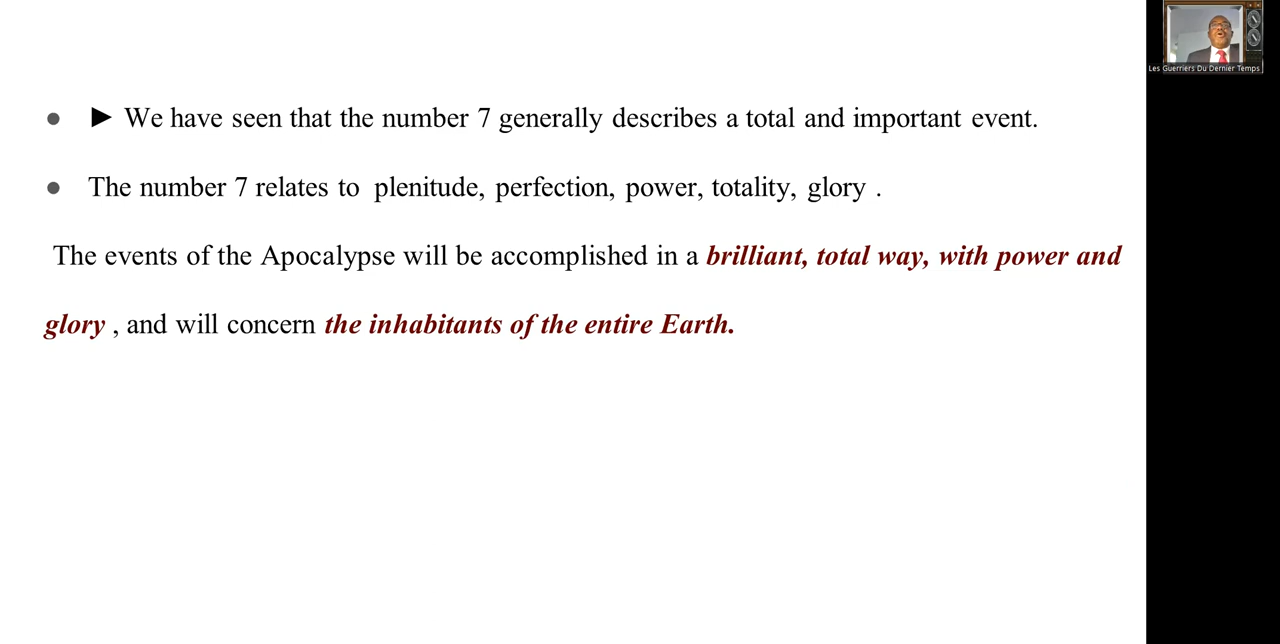 ● ► We have seen that the number 7 generally describes a total and important event.
● The number 7 relates to plenitude, perfection, power, totality, glory .
The events of the Apocalypse will be accomplished in a brilliant, total way, with power and
glory , and will concern the inhabitants of the entire Earth.
Les Guerriers Du Dernier Temps